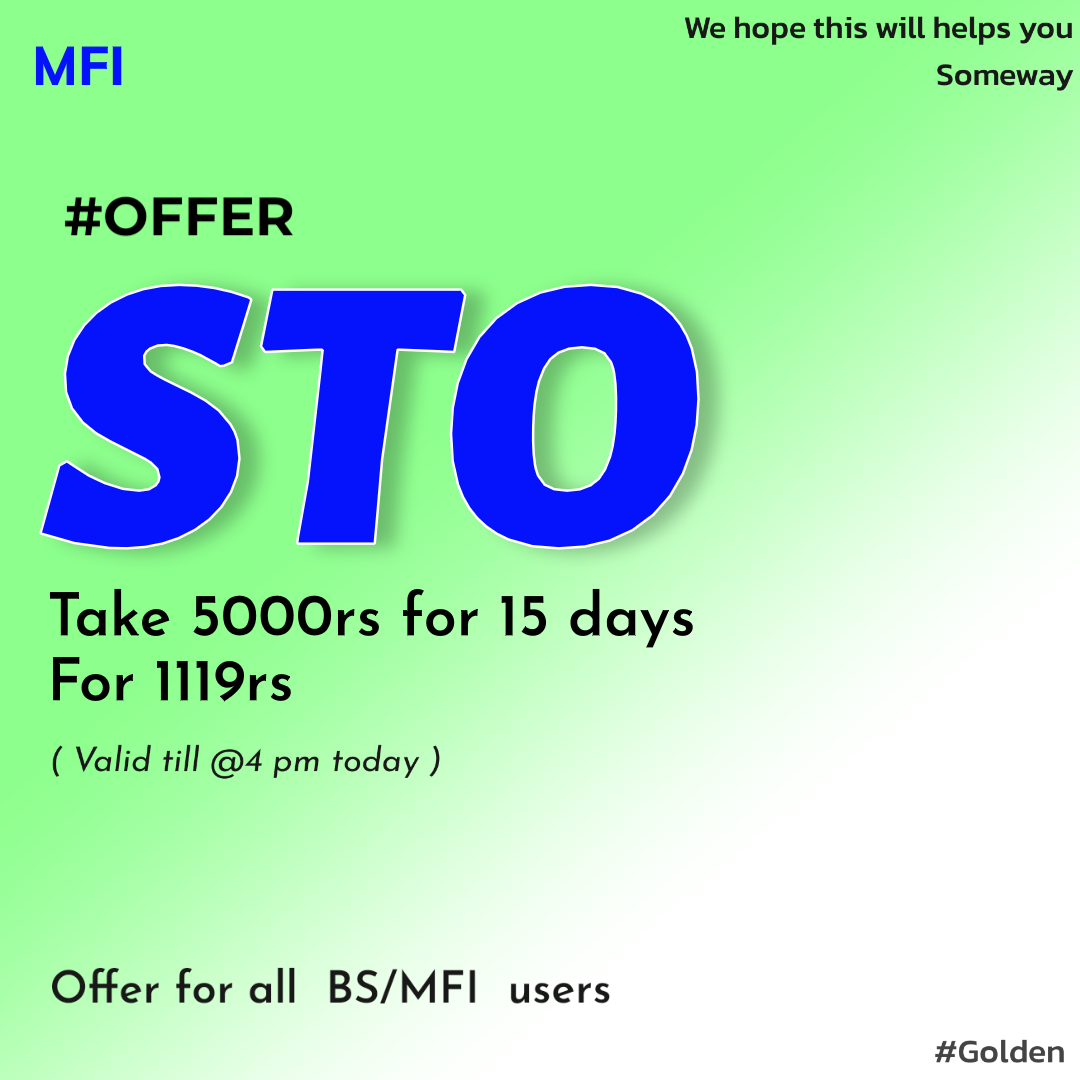 We hope this will helps you
Someway
MFI
#OFFER
STO
Take 5000rs for 15 days
For 1119rs
( Valid till @4 pm today )
Offer for all BS/MFI users
#Golden